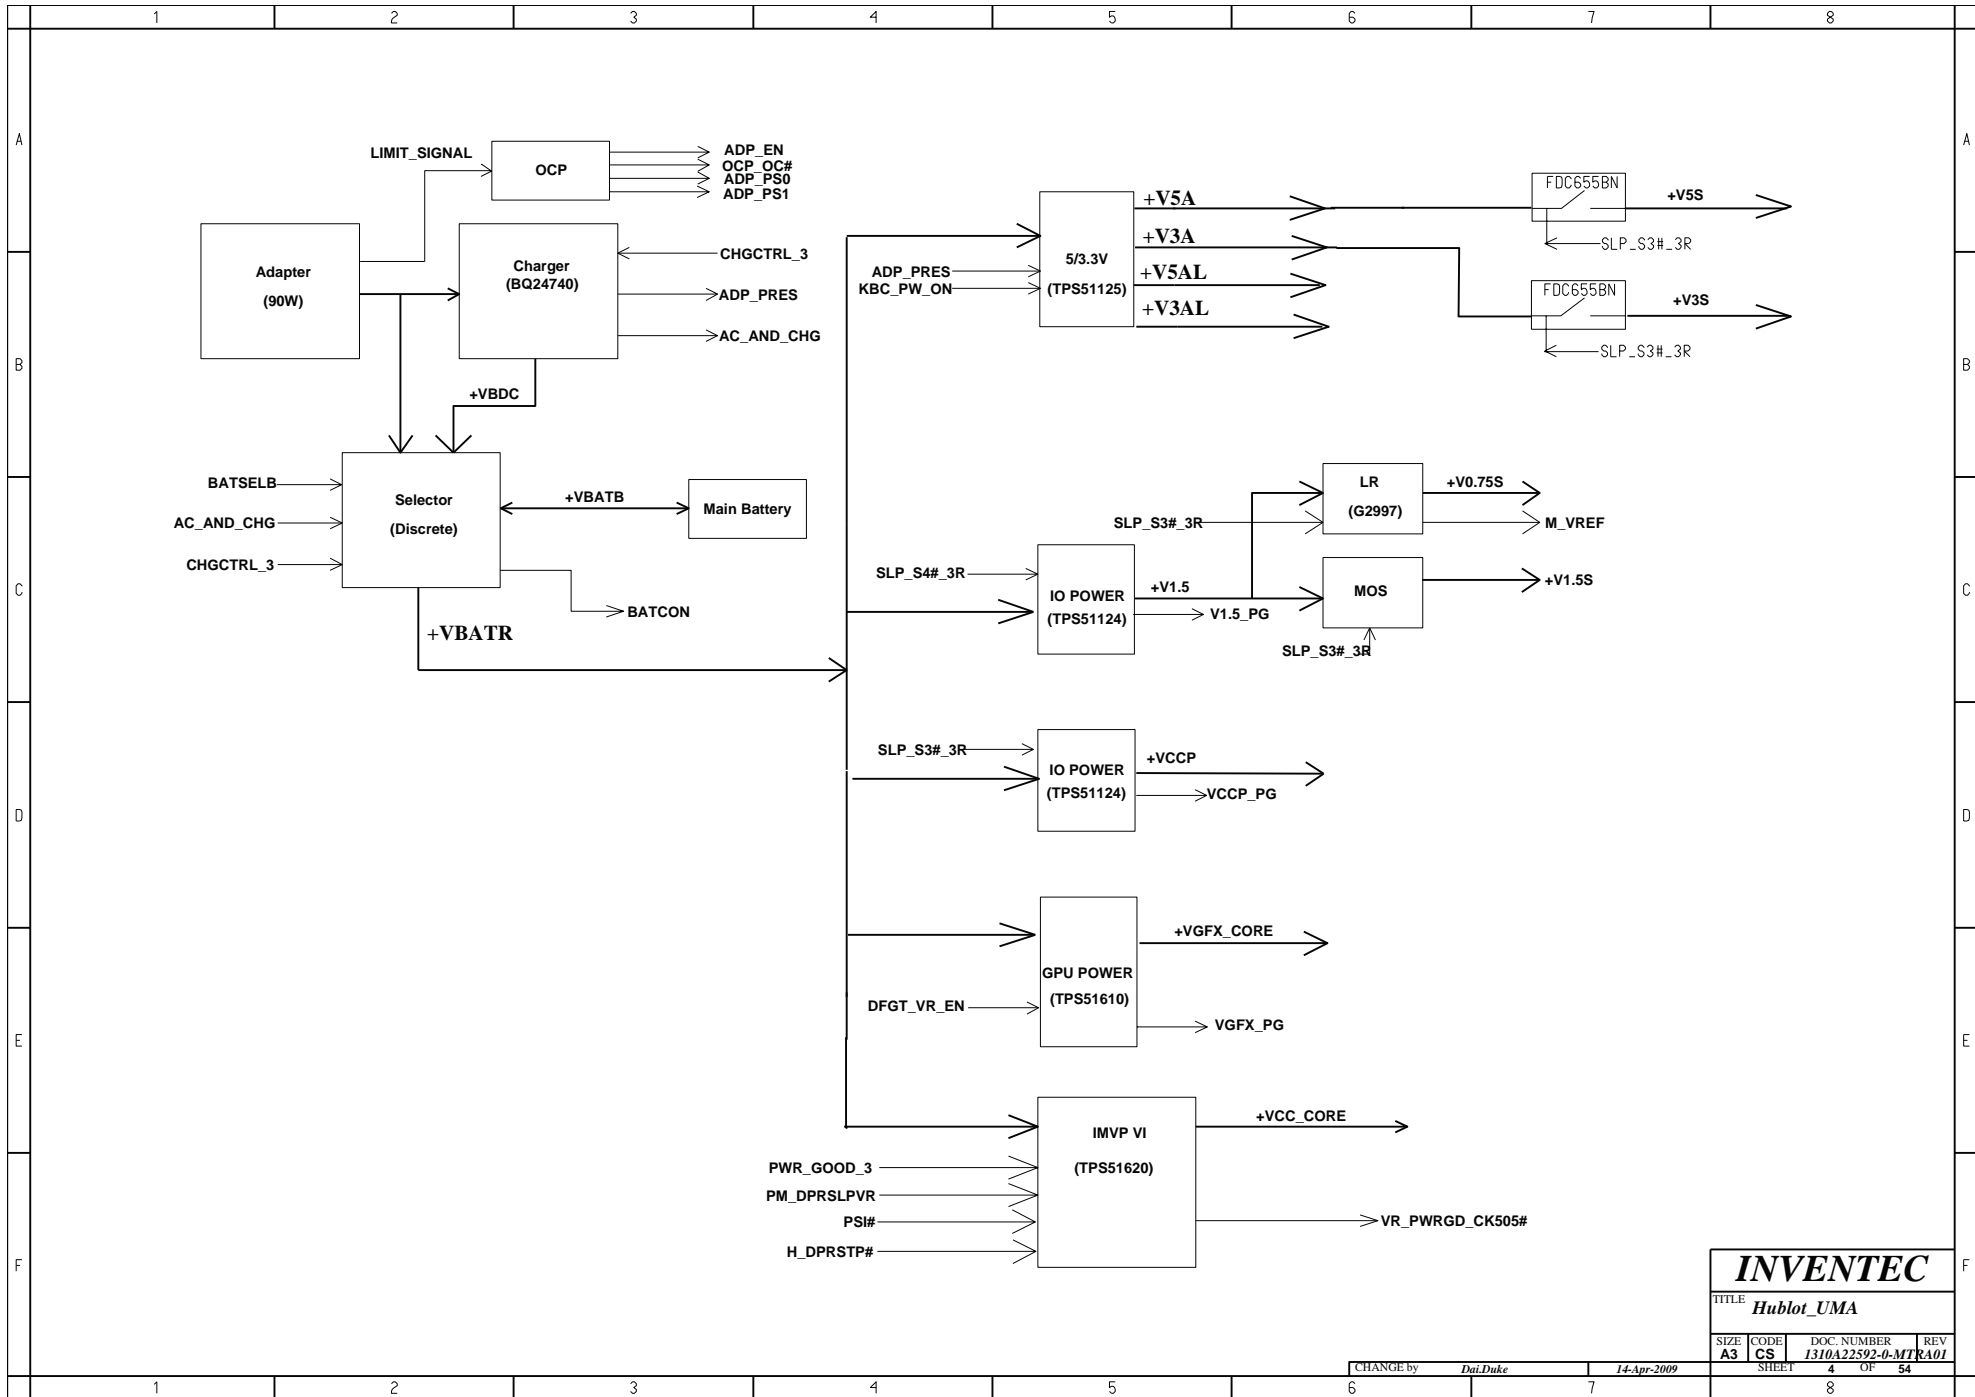 1 2 3 4 5 6 7 8
A A
B B
C C
D D
E E
F F
LIMIT_SIGNAL
OCP
ADP_EN
OCP_OC#
ADP_PS0
ADP_PS1
Adapter
(90W)
Charger
(BQ24740)
CHGCTRL_3
ADP_PRES
AC_AND_CHG
+VBDC
BATSELB
AC_AND_CHG
CHGCTRL_3
Selector
(Discrete)
+VBATB
Main Battery
BATCON
+VBATR
ADP_PRES
KBC_PW_ON
5/3.3V
(TPS51125)
+V5A
+V3A
+V5AL
+V3AL
FDC655BN
+V5S
SLP_S3#_3R
FDC655BN
+V3S
SLP_S3#_3R
SLP_S3#_3R
LR
(G2997)
+V0.75S
M_VREF
SLP_S4#_3R
IO POWER
(TPS51124)
+V1.5
V1.5_PG
MOS
+V1.5S
SLP_S3#_3R
SLP_S3#_3R
IO POWER
(TPS51124)
+VCCP
VCCP_PG
DFGT_VR_EN
GPU POWER
(TPS51610)
+VGFX_CORE
VGFX_PG
IMVP VI
(TPS51620)
+VCC_CORE
PWR_GOOD_3
PM_DPRSLPVR
PSI#
H_DPRSTP#
VR_PWRGD_CK505#
INVENTEC
TITLE
Hublot_UMA
SIZE CODE DOC. NUMBER REV
A3 CS 1310A22592-0-MTRA01
CHANGE by Dai.Duke 14-Apr-2009 SHEET 4 OF 54
1 2 3 4 5 6 7 8